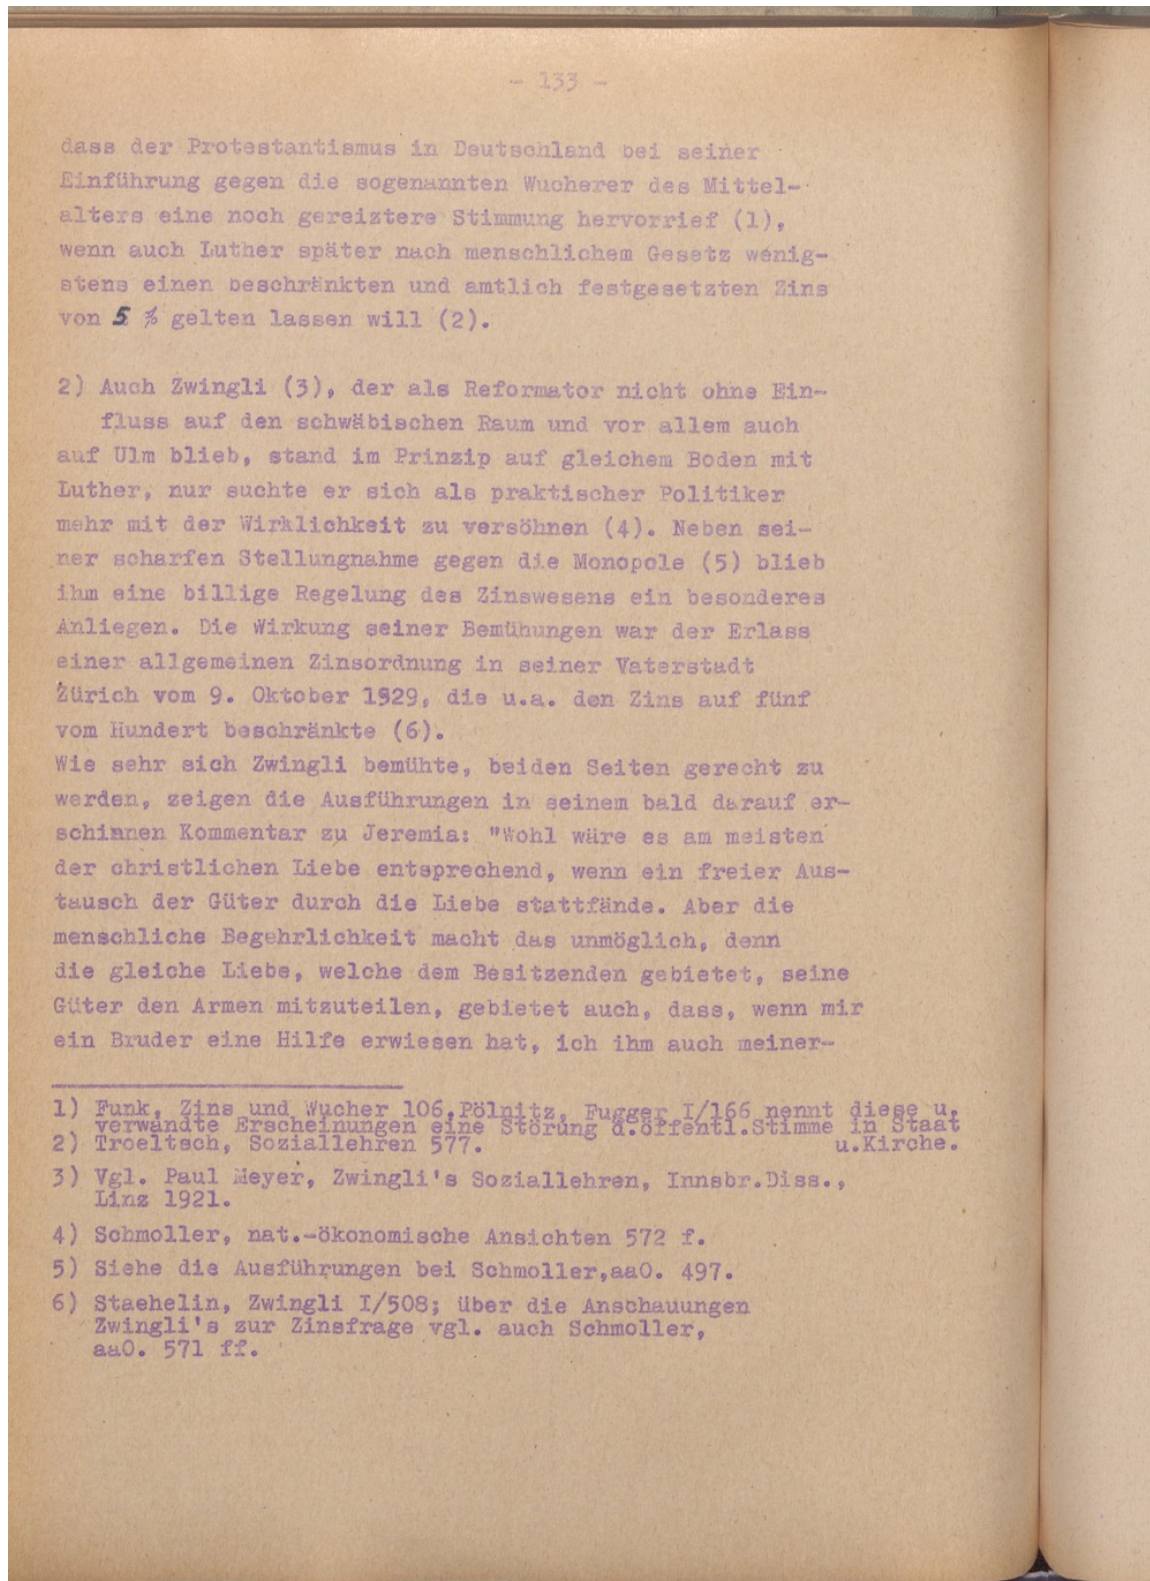 - 133 -
dass der Protestantismus in Deutschland bei seiner
Einführung gegen die sogenannten Wucherer des Mittel-
alters eine noch gereiztere Stimmung hervorrief (1),
wenn auch Luther später nach menschlichem Gesetz wenig-
stens einen beschränkten und amtlich festgesetzten Zins
von 5 % gelten lassen will (2).
2) Auch Zwingli (3), der als Reformator nicht ohne Ein-
fluss auf den schwäbischen Raum und vor allem auch
auf Ulm blieb, stand im Prinzip auf gleichem Boden mit
Luther, nur suchte er sich als praktischer Politiker
mehr mit der Wirklichkeit zu versöhnen (4). Neben sei-
ner scharfen Stellungnahme gegen die Monopole (5) blieb
ihm eine billige Regelung des Zinswesens ein besonderes
Anliegen. Die Wirkung seiner Bemühungen war der Erlass
einer allgemeinen Zinsordnung in seiner Vaterstadt
Zürich vom 9. Oktober 1529, die u.a. den Zins auf fünf
vom Hundert beschränkte (6).
Wie sehr sich Zwingli bemühte, beiden Seiten gerecht zu
werden, zeigen die Ausführungen in seinem bald darauf er-
schinnen Kommentar zu Jeremia: "Wohl wäre es am meisten
der christlichen Liebe entsprechend, wenn ein freier Aus-
tausch der Güter durch die Liebe stattfände. Aber die
menschliche Begehrlichkeit macht das unmöglich, denn
die gleiche Liebe, welche dem Besitzenden gebietet, seine
Güter den Armen mitzuteilen, gebietet auch, dass, wenn mir
ein Bruder eine Hilfe erwiesen hat, ich ihm auch meiner-
1) Funk, Zins und Wucher 106,Pölnitz, Fugger I/166 nennt diese u.
verwandte Erscheinungen eine Störung d.öffentl.Stimme in Staat
u.Kirche.
2) Troeltsch, Soziallehren 577.
3) Vgl. Paul Meyer, Zwingli's Soziallehren, Innsbr.Diss.,
Linz 1921.
4) Schmoller, nat.-ökonomische Ansichten 572 f.
5) Siehe die Ausführungen bei Schmoller,aaO. 497.
6) Staehelin, Zwingli I/508; über die Anschauungen
Zwingli's zur Zinsfrage vgl. auch Schmoller,
aaO. 571 ff.